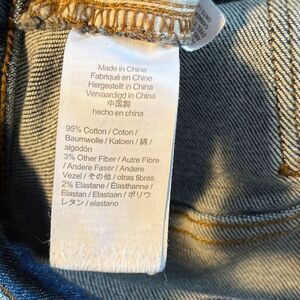 Made in China
Fabriqué en Chine
Hergestellt in China
Vervaardigd in China
中国製
hecho en china
95% Cotton / Coton /
Baumwolle / Katoen / 綿 /
algodón
3% Other Fiber / Autre Fibre
/ Andere Faser / Andere
Vezel / その他 / otras fibras
2% Elastane / Élasthanne /
Elastan / Elastaan / ポリウ
レタン / elastano